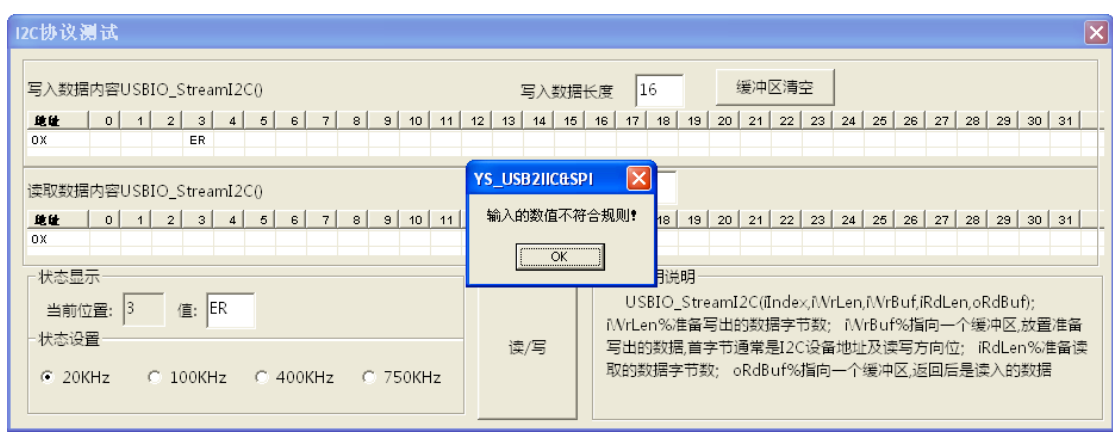 I2C协议测试
写入数据内容USBIO_StreamI2C()
写入数据长度 16 缓冲区清空
地址 0 1 2 3 4 5 6 7 8 9 10 11 12 13 14 15 16 17 18 19 20 21 22 23 24 25 26 27 28 29 30 31
0X ER
读取数据内容USBIO_StreamI2C()
地址 0 1 2 3 4 5 6 7 8 9 10 11 18 19 20 21 22 23 24 25 26 27 28 29 30 31
0X
YS_USB2IIC&SPI
输入的数值不符合规则!
OK
状态显示
当前位置: 3 值: ER
状态设置
20KHz 100KHz 400KHz 750KHz
读/写
明说明
USBIO_StreamI2C(iIndex,iWrLen,iWrBuf,iRdLen,oRdBuf);
iWrLen%准备写出的数据字节数; iWrBuf%指向一个缓冲区,放置准备
写出的数据,首字节通常是I2C设备地址及读写方向位; iRdLen%准备读
取的数据字节数; oRdBuf%指向一个缓冲区,返回后是读入的数据